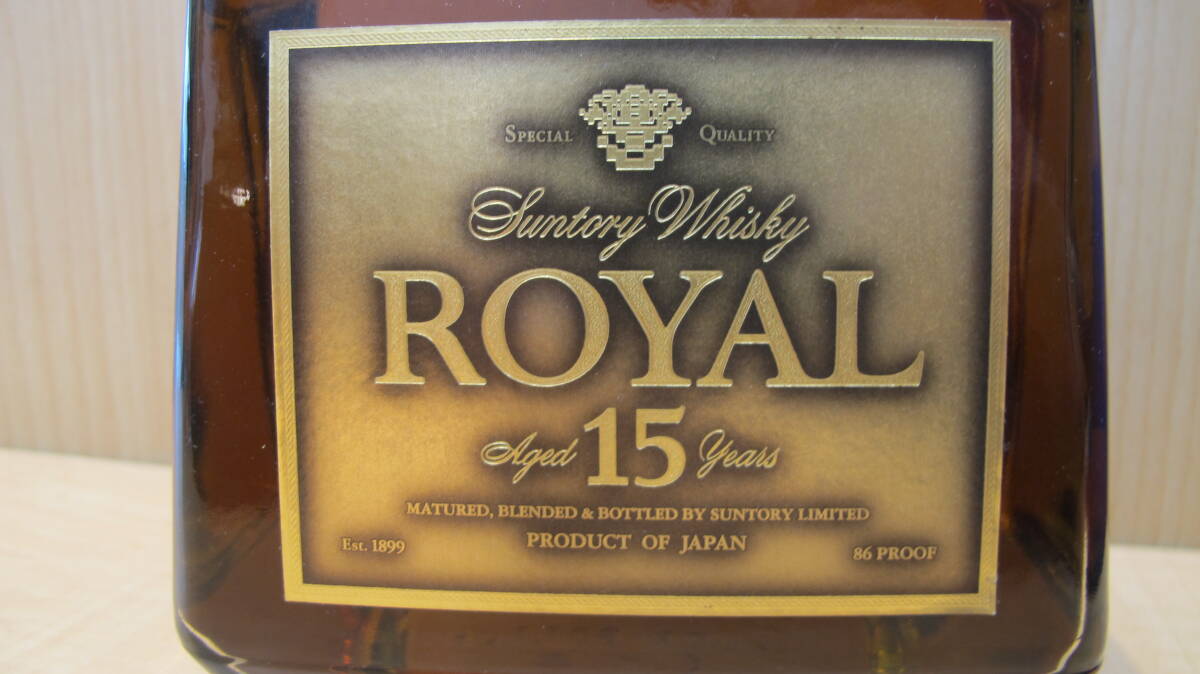 SPECIAL QUALITY
Suntory Whisky
ROYAL
Aged 15 Years
MATURED, BLENDED & BOTTLED BY SUNTORY LIMITED
Est. 1899 PRODUCT OF JAPAN 86 PROOF